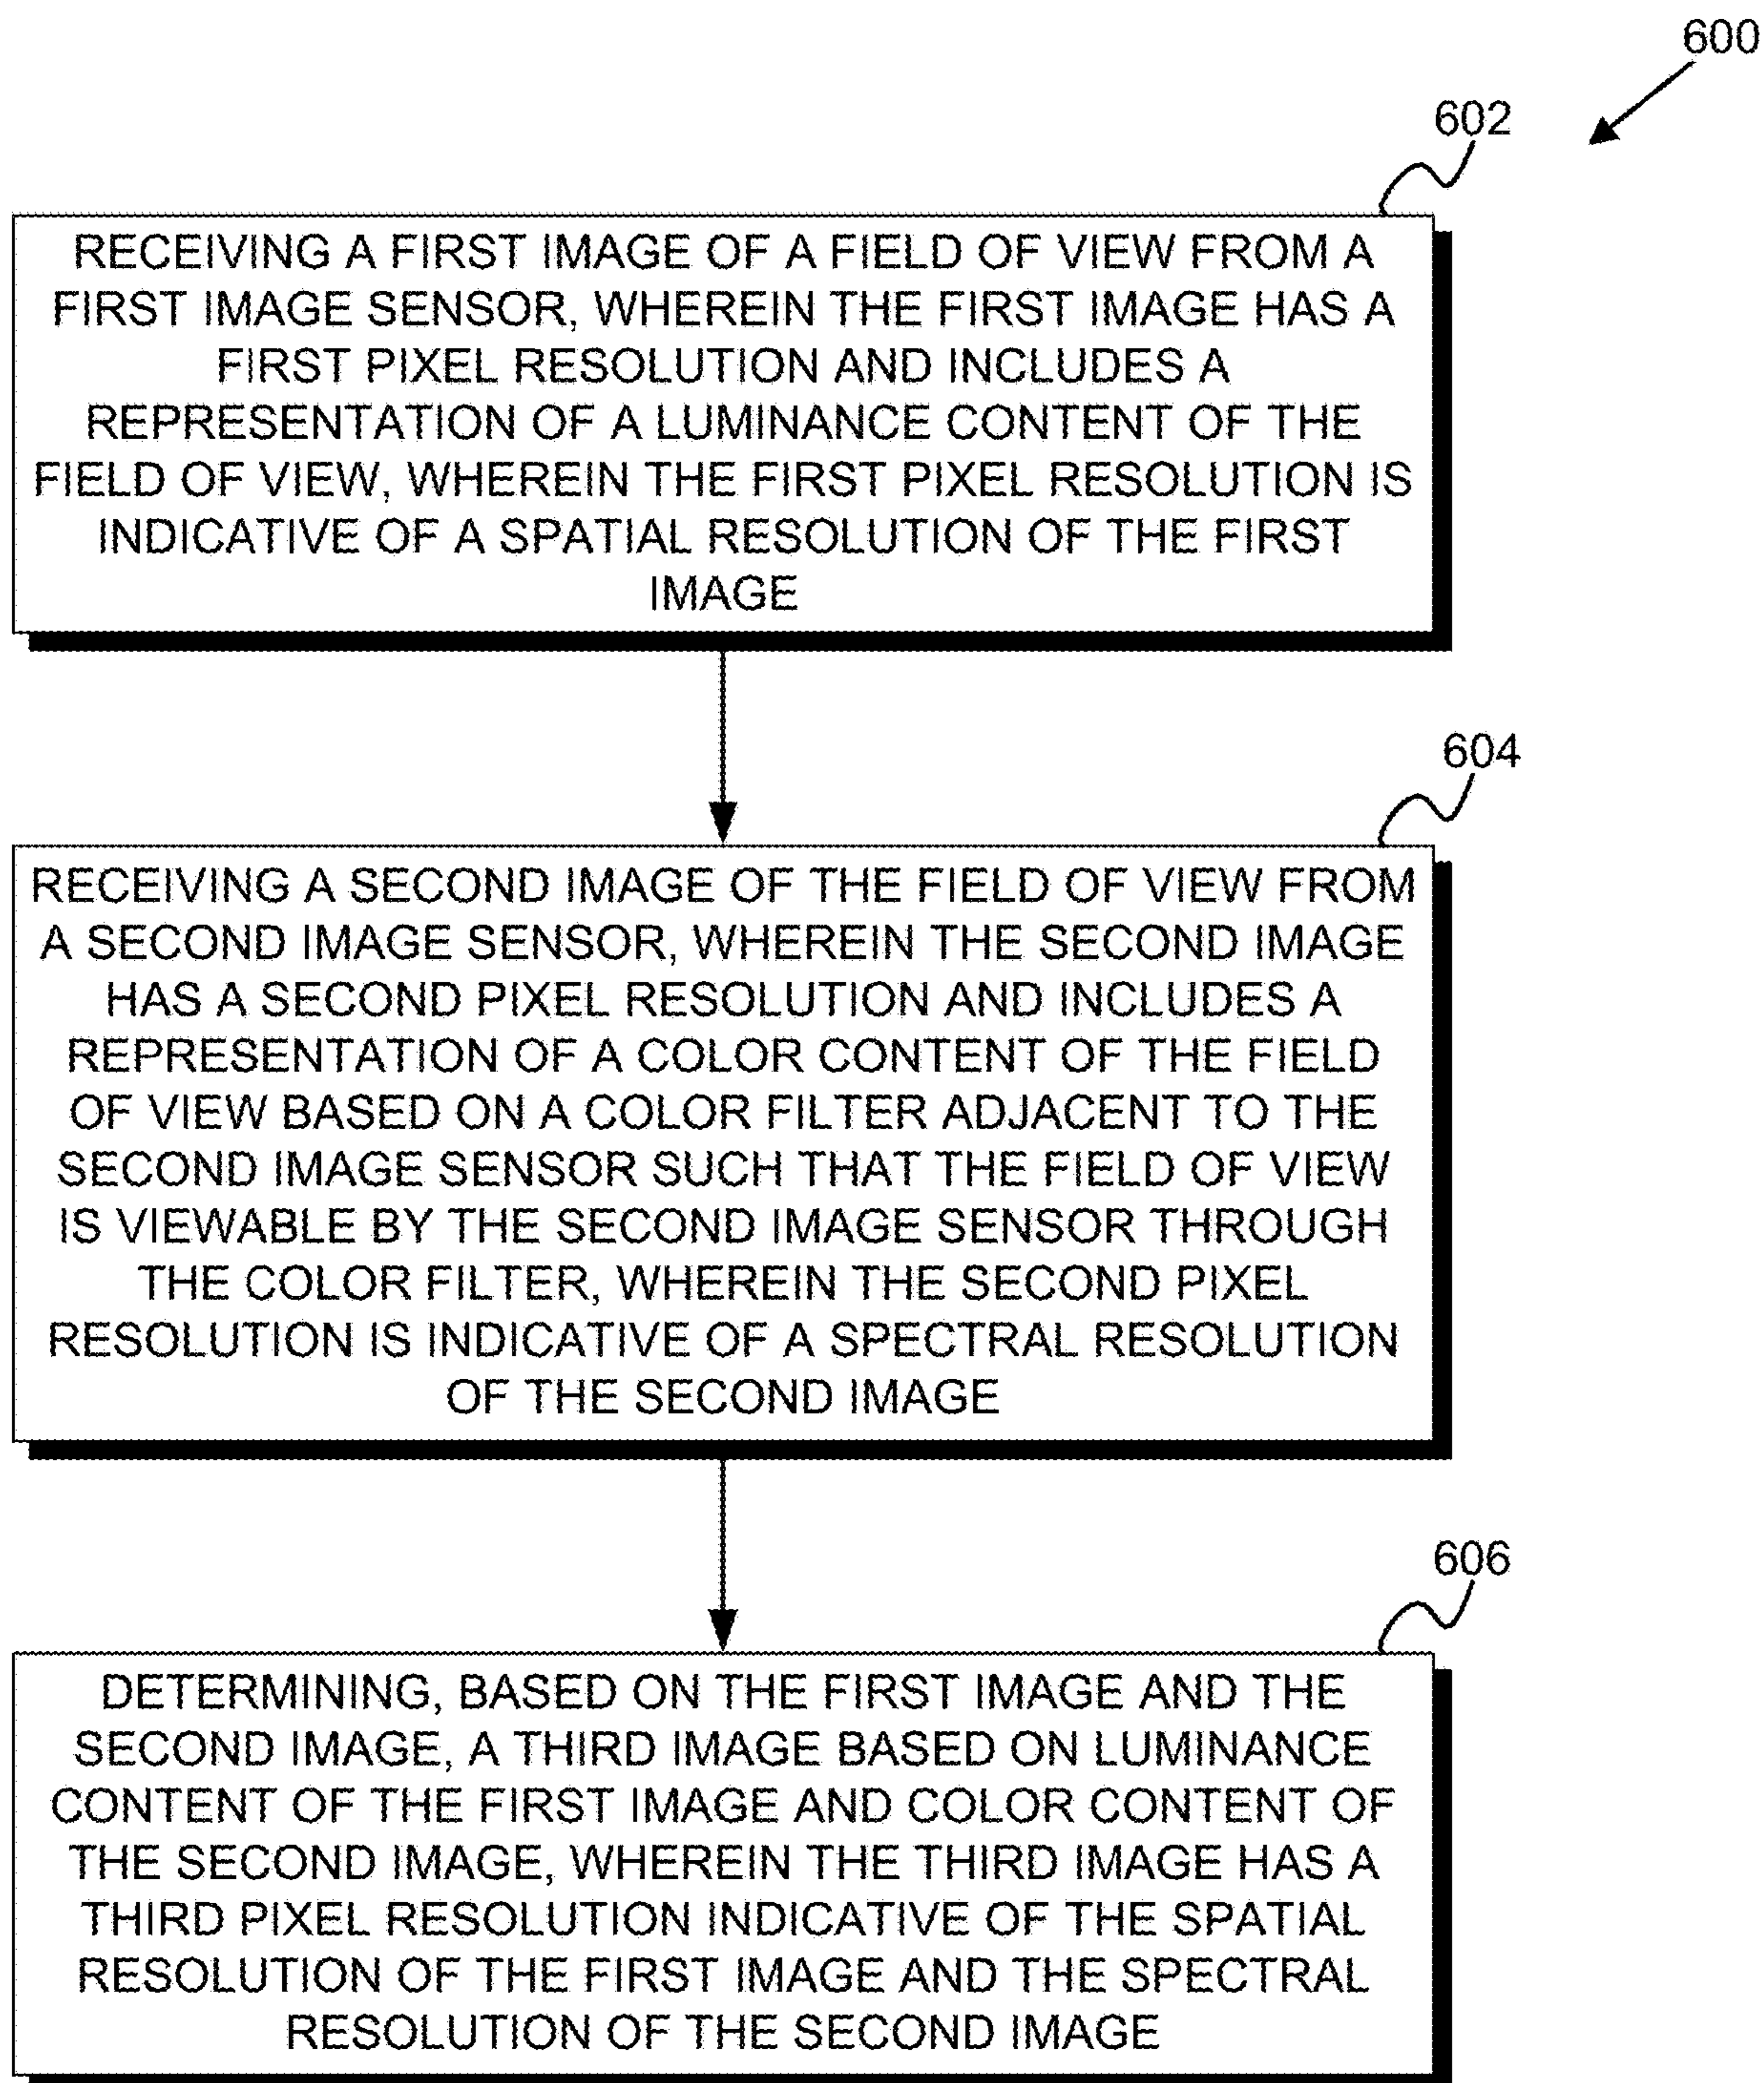 600
602
RECEIVING A FIRST IMAGE OF A FIELD OF VIEW FROM A
FIRST IMAGE SENSOR, WHEREIN THE FIRST IMAGE HAS A
FIRST PIXEL RESOLUTION AND INCLUDES A
REPRESENTATION OF A LUMINANCE CONTENT OF THE
FIELD OF VIEW, WHEREIN THE FIRST PIXEL RESOLUTION IS
INDICATIVE OF A SPATIAL RESOLUTION OF THE FIRST
IMAGE
604
RECEIVING A SECOND IMAGE OF THE FIELD OF VIEW FROM
A SECOND IMAGE SENSOR, WHEREIN THE SECOND IMAGE
HAS A SECOND PIXEL RESOLUTION AND INCLUDES A
REPRESENTATION OF A COLOR CONTENT OF THE FIELD
OF VIEW BASED ON A COLOR FILTER ADJACENT TO THE
SECOND IMAGE SENSOR SUCH THAT THE FIELD OF VIEW
IS VIEWABLE BY THE SECOND IMAGE SENSOR THROUGH
THE COLOR FILTER, WHEREIN THE SECOND PIXEL
RESOLUTION IS INDICATIVE OF A SPECTRAL RESOLUTION
OF THE SECOND IMAGE
606
DETERMINING, BASED ON THE FIRST IMAGE AND THE
SECOND IMAGE, A THIRD IMAGE BASED ON LUMINANCE
CONTENT OF THE FIRST IMAGE AND COLOR CONTENT OF
THE SECOND IMAGE, WHEREIN THE THIRD IMAGE HAS A
THIRD PIXEL RESOLUTION INDICATIVE OF THE SPATIAL
RESOLUTION OF THE FIRST IMAGE AND THE SPECTRAL
RESOLUTION OF THE SECOND IMAGE